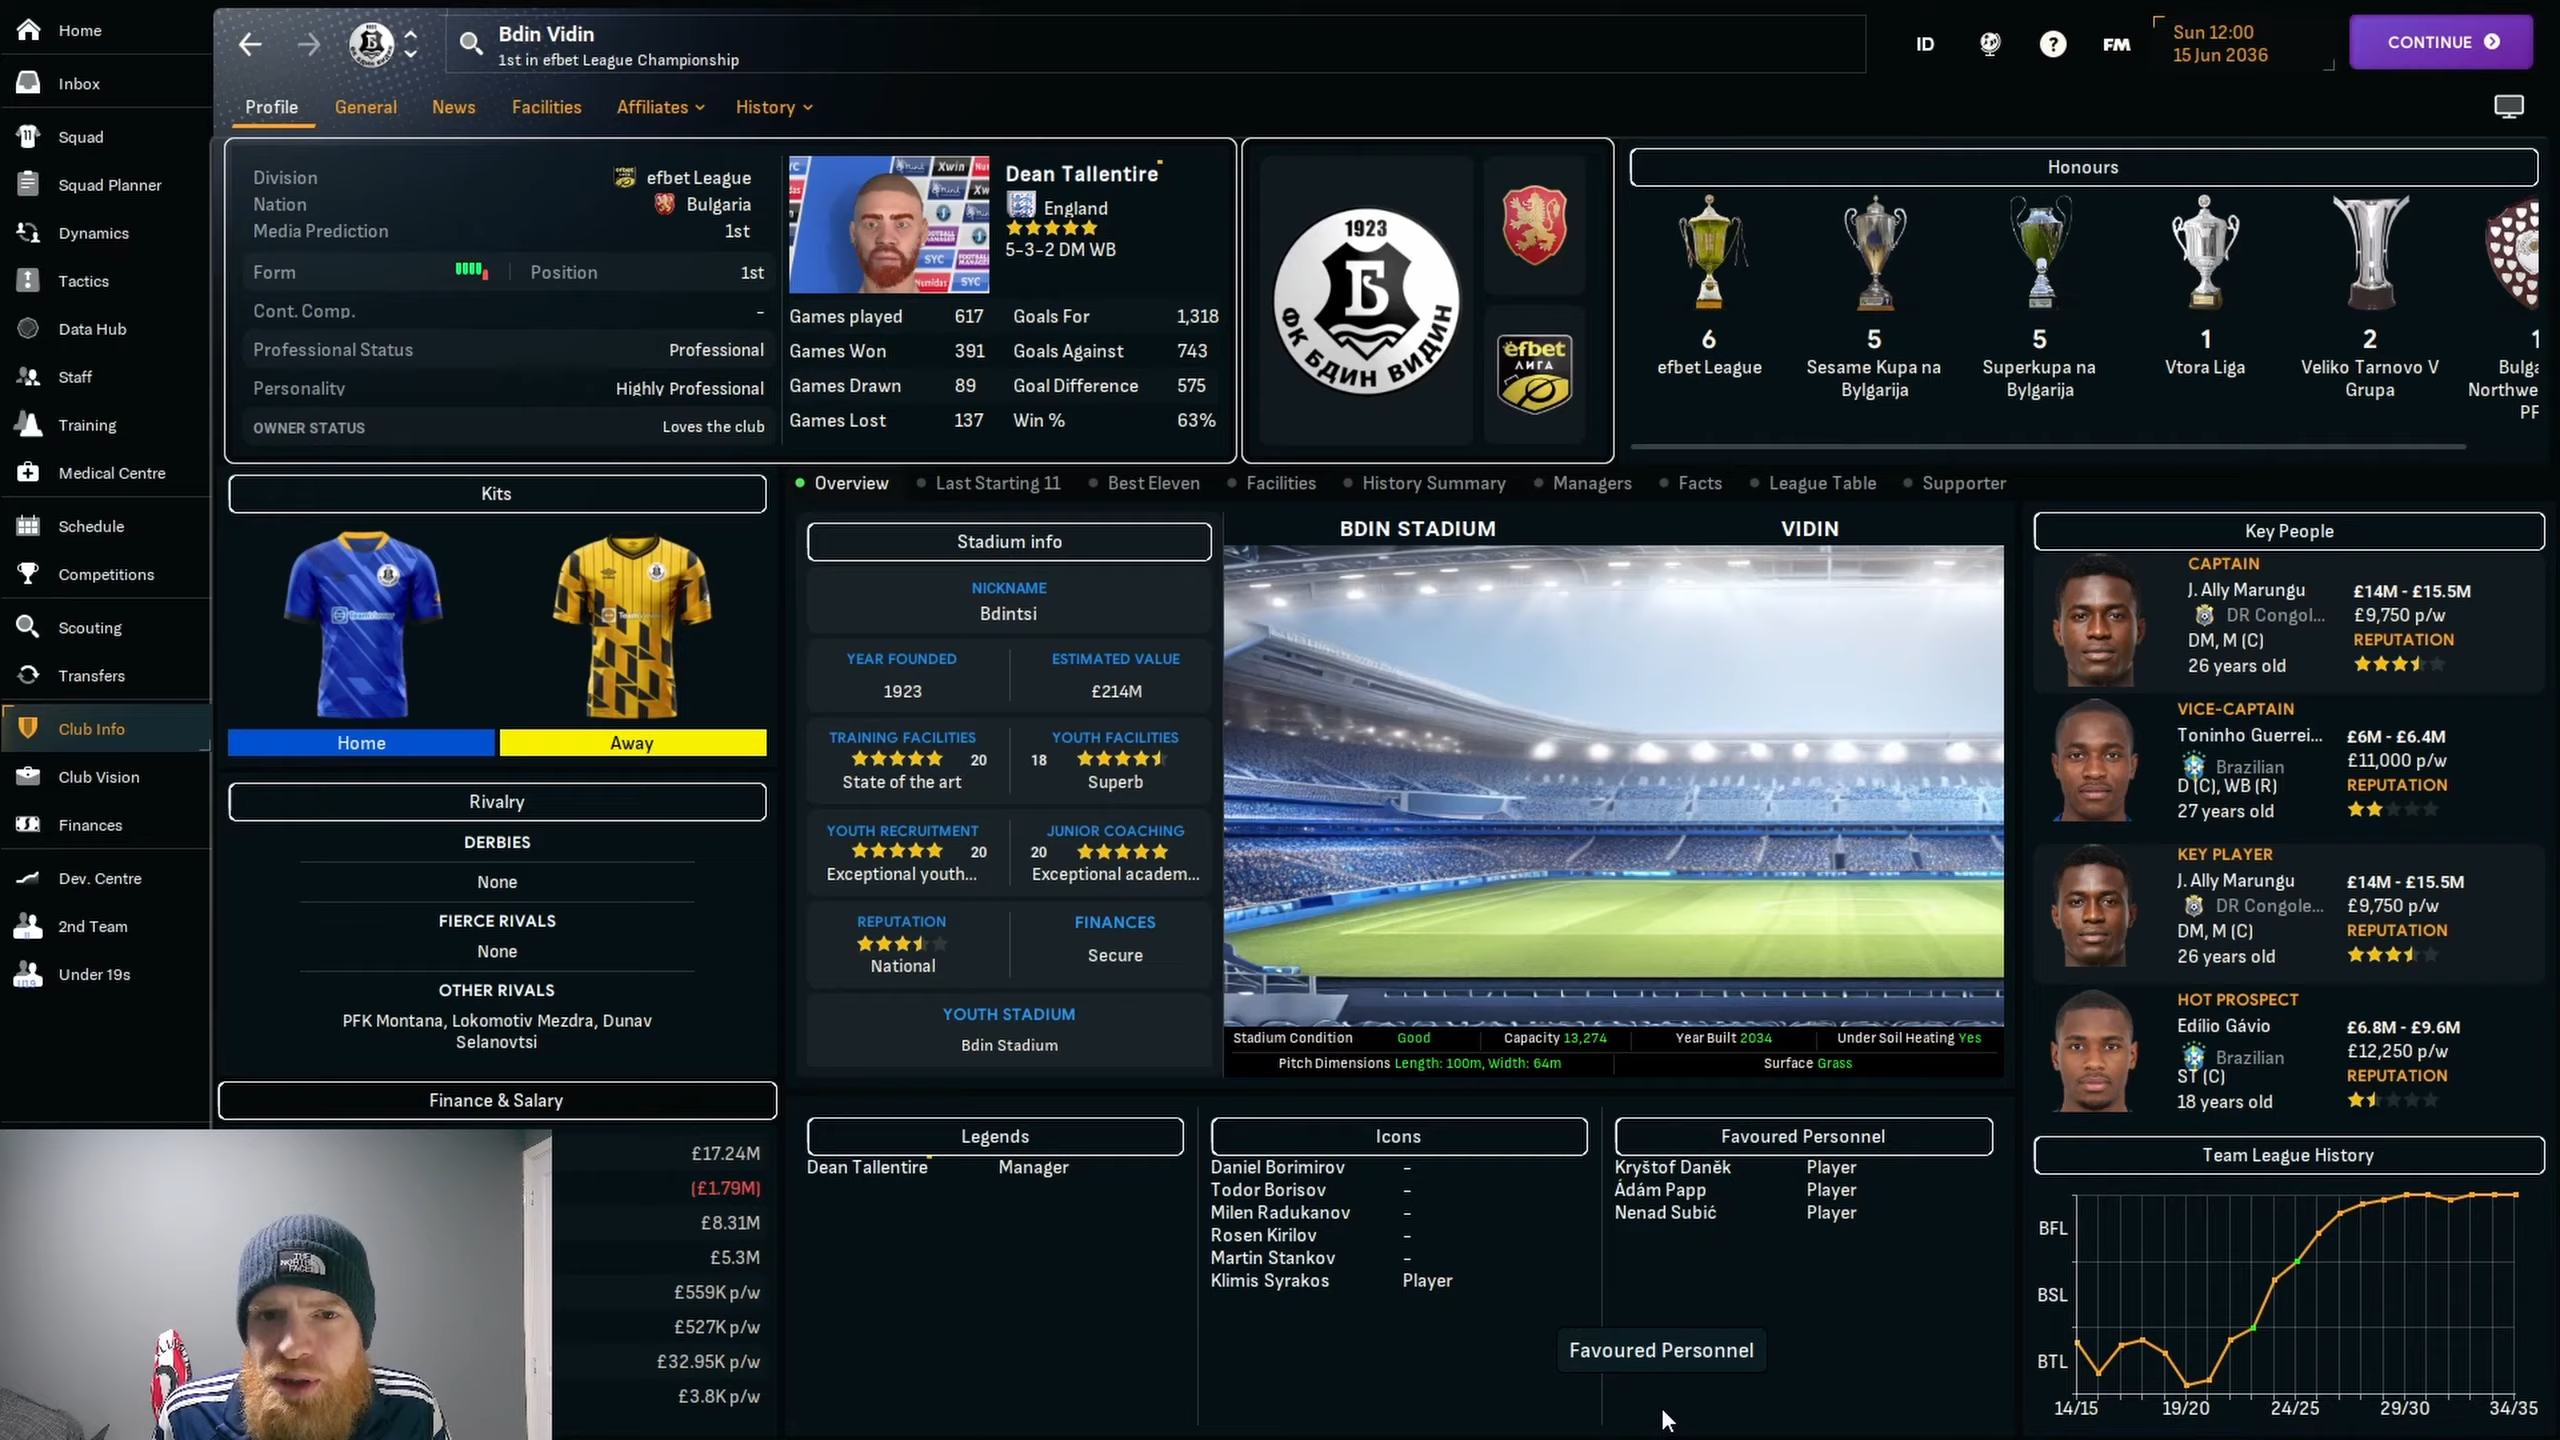 Home
Inbox
Squad
Squad Planner
Dynamics
Tactics
Data Hub
Staff
Training
Medical Centre
Schedule
Competitions
Scouting
Transfers
Club Info
Club Vision
Finances
Dev. Centre
2nd Team
Under 19s
Bdin Vidin
1st in efbet League Championship
ID
FM
Sun 12:00
15 Jun 2036
CONTINUE
Profile
General
News
Facilities
Affiliates
History
Division efbet League
Nation Bulgaria
Media Prediction 1st
Form
Position 1st
Cont. Comp. -
Professional Status Professional
Personality Highly Professional
OWNER STATUS Loves the club
Dean Tallentire
England
5-3-2 DM WB
Games played 617 Goals For 1,318
Games Won 391 Goals Against 743
Games Drawn 89 Goal Difference 575
Games Lost 137 Win % 63%
1923
ФК БДИН ВИДИН
Б
efbet
ЛИГА
Honours
6
efbet League
5
Sesame Kupa na
Bylgarija
5
Superkupa na
Bylgarija
1
Vtora Liga
2
Veliko Tarnovo V
Grupa
Kits
Home
Away
Rivalry
DERBIES
None
FIERCE RIVALS
None
OTHER RIVALS
PFK Montana, Lokomotiv Mezdra, Dunav
Selanovtsi
Finance & Salary
£17.24M
(£1.79M)
£8.31M
£5.3M
£559K p/w
£527K p/w
£32.95K p/w
£3.8K p/w
THE
NORTH
FACE
Overview
Last Starting 11
Best Eleven
Facilities
History Summary
Managers
Facts
League Table
Supporter
Stadium info
NICKNAME
Bdintsi
YEAR FOUNDED
1923
ESTIMATED VALUE
£214M
TRAINING FACILITIES
20
State of the art
YOUTH FACILITIES
18
Superb
YOUTH RECRUITMENT
20
Exceptional youth...
JUNIOR COACHING
20
Exceptional academ...
REPUTATION
National
FINANCES
Secure
YOUTH STADIUM
Bdin Stadium
BDIN STADIUM
VIDIN
Stadium Condition Good
Capacity 13,274
Year Built 2034
Under Soil Heating Yes
Pitch Dimensions Length: 100m, Width: 64m
Surface Grass
Legends
Dean Tallentire Manager
Icons
Daniel Borimirov -
Todor Borisov -
Milen Radukanov -
Rosen Kirilov -
Martin Stankov -
Klimis Syrakos Player
Favoured Personnel
Kryštof Daněk Player
Ádám Papp Player
Nenad Subić Player
Favoured Personnel
Key People
CAPTAIN
J. Ally Marungu
DR Congol...
DM, M (C)
26 years old
£14M - £15.5M
£9,750 p/w
REPUTATION
VICE-CAPTAIN
Toninho Guerrei...
Brazilian
D (C), WB (R)
27 years old
£6M - £6.4M
£11,000 p/w
REPUTATION
KEY PLAYER
J. Ally Marungu
DR Congole...
DM, M (C)
26 years old
£14M - £15.5M
£9,750 p/w
REPUTATION
HOT PROSPECT
Edílio Gávio
Brazilian
ST (C)
18 years old
£6.8M - £9.6M
£12,250 p/w
REPUTATION
Team League History
BFL
BSL
BTL
14/15
19/20
24/25
29/30
34/35